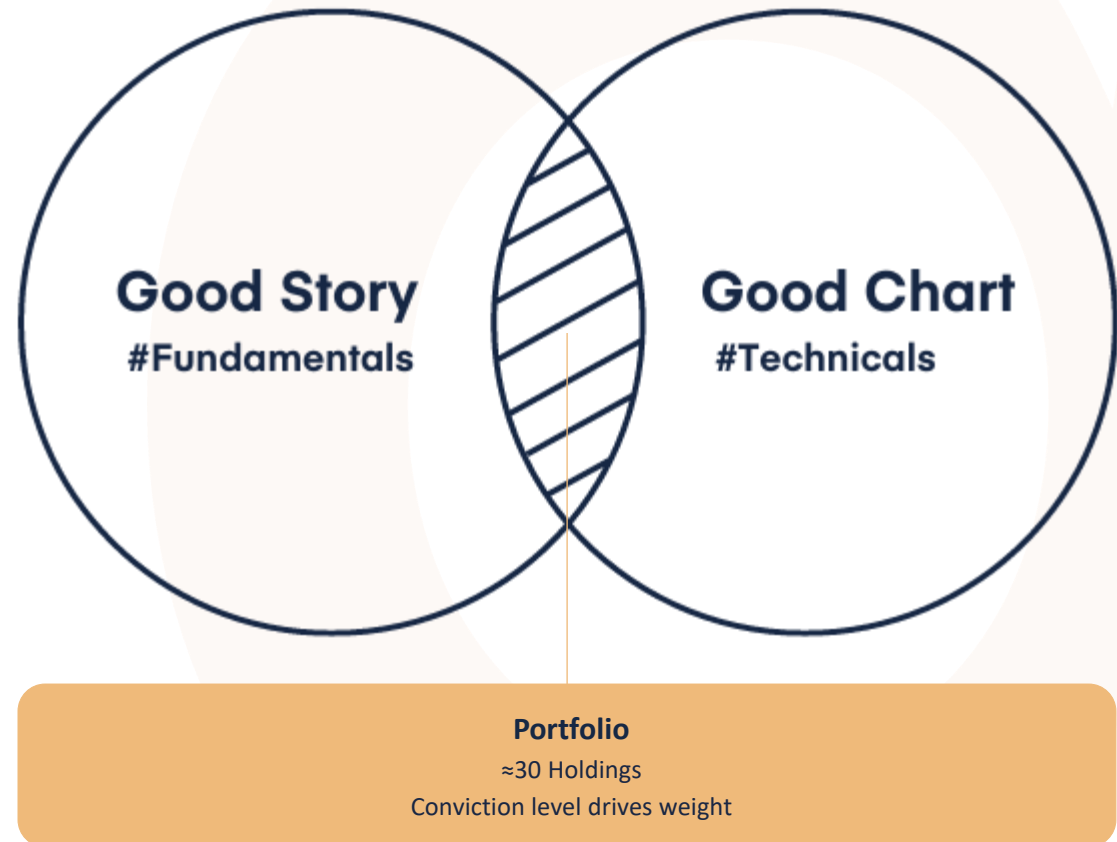 Good Story
#Fundamentals
Good Chart
#Technicals
Portfolio
≈30 Holdings
Conviction level drives weight